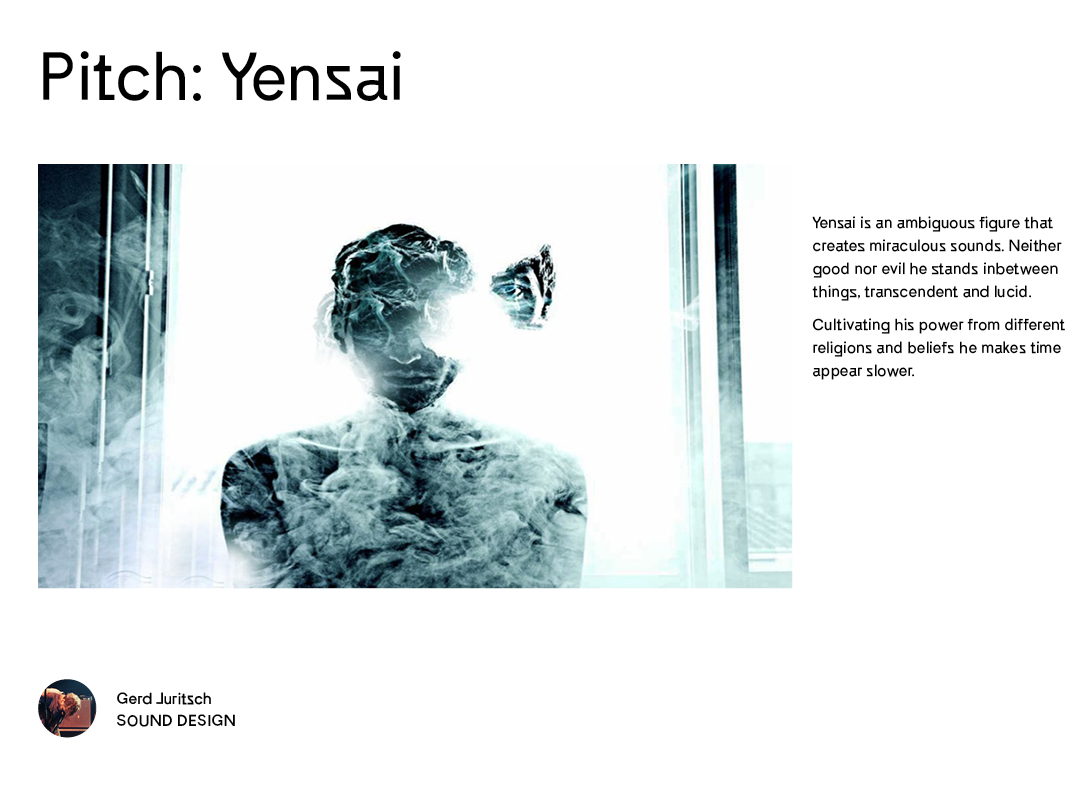 Pitch: Yensai
Yensai is an ambiguous figure that
creates miraculous sounds. Neither
good nor evil he stands inbetween
things, transcendent and lucid.
Cultivating his power from different
religions and beliefs he makes time
appear slower.
Gerd Juritsch
SOUND DESIGN